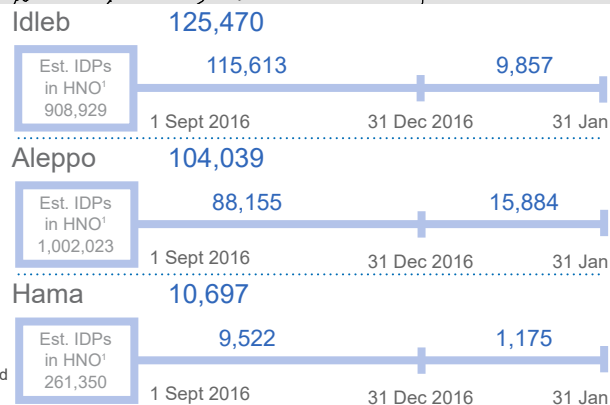 Idleb 125,470
Est. IDPs
in HNO¹
908,929
115,613 9,857
1 Sept 2016 31 Dec 2016 31 Jan
Aleppo 104,039
Est. IDPs
in HNO¹
1,002,023
88,155 15,884
1 Sept 2016 31 Dec 2016 31 Jan
Hama 10,697
Est. IDPs
in HNO¹
261,350
9,522 1,175
1 Sept 2016 31 Dec 2016 31 Jan